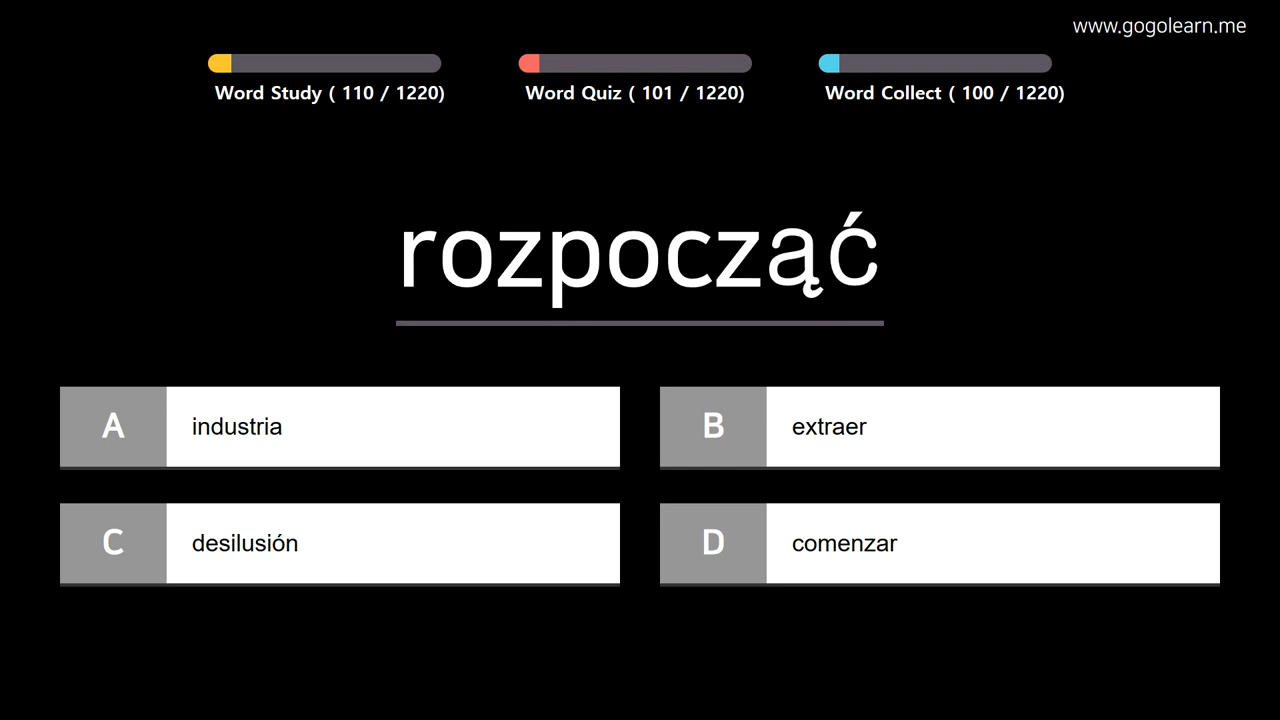 www.gogolearn.me
Word Study ( 110 / 1220)
Word Quiz ( 101 / 1220)
Word Collect ( 100 / 1220)
rozpocząć
A industria
B extraer
C desilusión
D comenzar